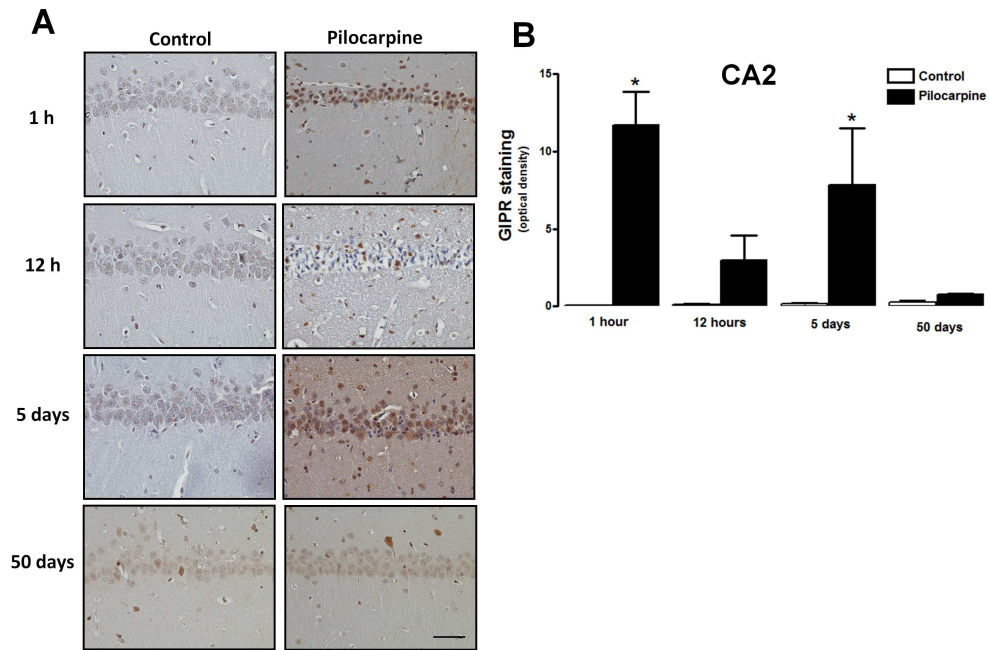 A
Control
Pilocarpine
1 h
12 h
5 days
50 days
B
CA2
Control
Pilocarpine
GIPR staining
(optical density)
15
10
5
0
*
*
1 hour
12 hours
5 days
50 days